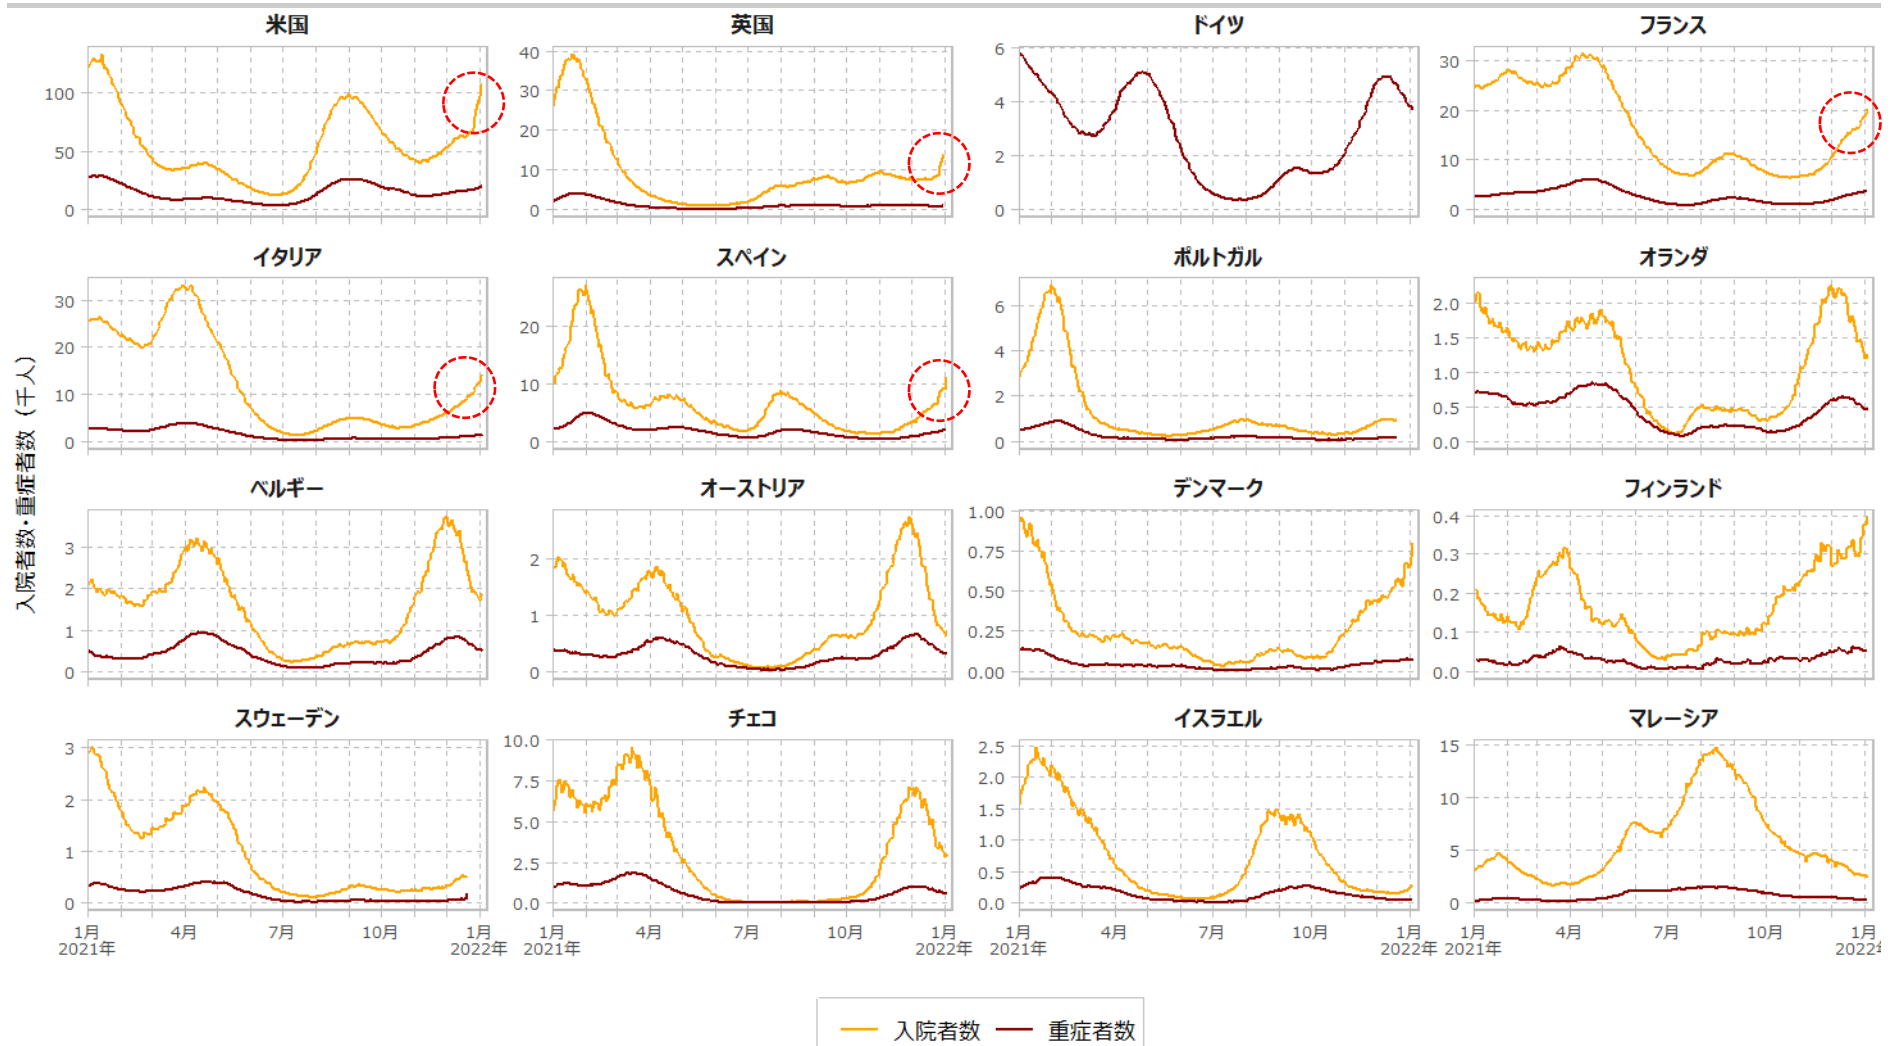 米国
英国
ドイツ
フランス
100
50
0
40
30
20
10
0
6
4
2
0
30
20
10
0
イタリア
スペイン
ポルトガル
オランダ
30
20
10
0
20
10
0
6
4
2
0
2.0
1.5
1.0
0.5
0.0
入院者数・重症者数（千人）
ベルギー
オーストリア
デンマーク
フィンランド
3
2
1
0
2
1
0
1.00
0.75
0.50
0.25
0.00
0.4
0.3
0.2
0.1
0.0
スウェーデン
チェコ
イスラエル
マレーシア
3
2
1
0
10.0
7.5
5.0
2.5
0.0
2.5
2.0
1.5
1.0
0.5
0.0
15
10
5
0
1月 4月 7月 10月 1月
2021年 2022年
1月 4月 7月 10月 1月
2021年 2022年
1月 4月 7月 10月 1月
2021年 2022年
1月 4月 7月 10月 1月
2021年 2022年
入院者数 重症者数